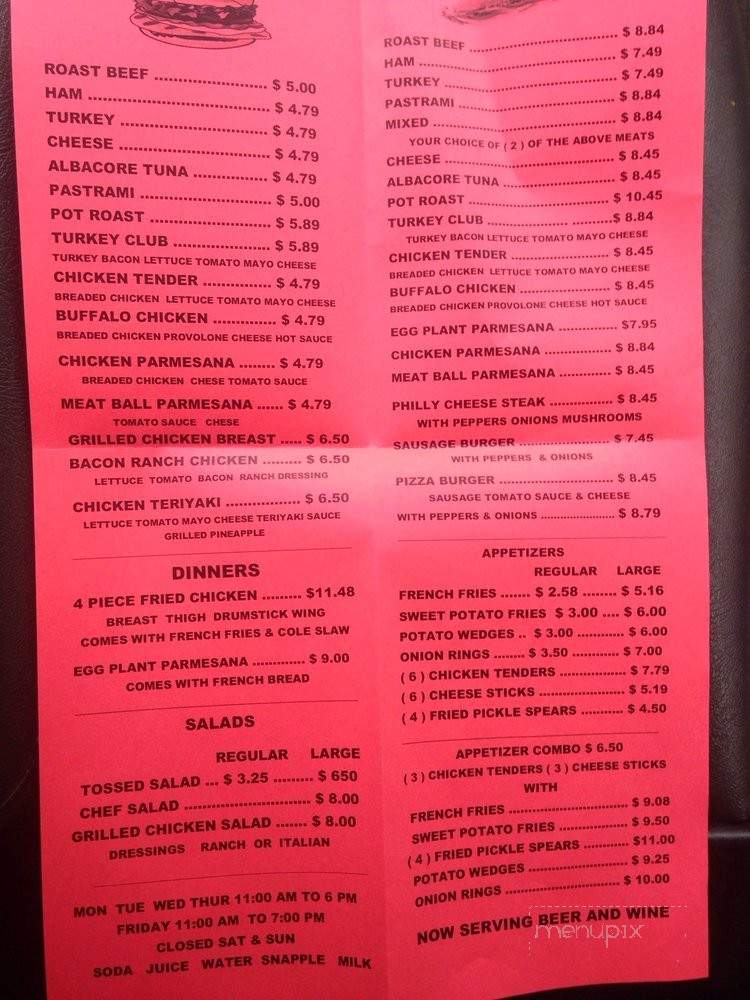 ROAST BEEF ........................ $ 5.00
HAM ....................................... $ 4.79
TURKEY ................................ $ 4.79
CHEESE ................................ $ 4.79
ALBACORE TUNA ................. $ 4.79
PASTRAMI ............................ $ 5.00
POT ROAST .......................... $ 5.89
TURKEY CLUB ..................... $ 5.89
TURKEY BACON LETTUCE TOMATO MAYO CHEESE
CHICKEN TENDER ............... $ 4.79
BREADED CHICKEN LETTUCE TOMATO MAYO CHEESE
BUFFALO CHICKEN .............. $ 4.79
BREADED CHICKEN PROVOLONE CHEESE HOT SAUCE
CHICKEN PARMESANA ........ $ 4.79
BREADED CHICKEN CHESE TOMATO SAUCE
MEAT BALL PARMESANA ...... $ 4.79
TOMATO SAUCE CHESE
GRILLED CHICKEN BREAST ..... $ 6.50
BACON RANCH CHICKEN ......... $ 6.50
LETTUCE TOMATO BACON RANCH DRESSING
CHICKEN TERIYAKI ................. $ 6.50
LETTUCE TOMATO MAYO CHEESE TERIYAKI SAUCE
GRILLED PINEAPPLE
DINNERS
4 PIECE FRIED CHICKEN ......... $11.48
BREAST THIGH DRUMSTICK WING
COMES WITH FRENCH FRIES & COLE SLAW
EGG PLANT PARMESANA ............. $ 9.00
COMES WITH FRENCH BREAD
SALADS
REGULAR LARGE
TOSSED SALAD ... $ 3.25 ......... $ 650
CHEF SALAD ............................. $ 8.00
GRILLED CHICKEN SALAD ....... $ 8.00
DRESSINGS RANCH OR ITALIAN
MON TUE WED THUR 11:00 AM TO 6 PM
FRIDAY 11:00 AM TO 7:00 PM
CLOSED SAT & SUN
SODA JUICE WATER SNAPPLE MILK
ROAST BEEF ................................... $ 8.84
HAM ................................................ $ 7.49
TURKEY .......................................... $ 7.49
PASTRAMI ...................................... $ 8.84
MIXED ............................................. $ 8.84
YOUR CHOICE OF ( 2 ) OF THE ABOVE MEATS
CHEESE .......................................... $ 8.45
ALBACORE TUNA ............................ $ 8.45
POT ROAST .................................... $ 10.45
TURKEY CLUB .................... ..........$ 8.84
TURKEY BACON LETTUCE TOMATO MAYO CHEESE
CHICKEN TENDER ........................... $ 8.45
BREADED CHICKEN LETTUCE TOMATO MAYO CHEESE
BUFFALO CHICKEN ......................... $ 8.45
BREADED CHICKEN PROVOLONE CHEESE HOT SAUCE
EGG PLANT PARMESANA ............... $7.95
CHICKEN PARMESANA .................. $ 8.84
MEAT BALL PARMESANA .............. $ 8.45
PHILLY CHEESE STEAK ................. $ 8.45
WITH PEPPERS ONIONS MUSHROOMS
SAUSAGE BURGER ........................ $ 7.45
WITH PEPPERS & ONIONS
PIZZA BURGER .............................. $ 8.45
SAUSAGE TOMATO SAUCE & CHEESE
WITH PEPPERS & ONIONS ........................ $ 8.79
APPETIZERS
REGULAR LARGE
FRENCH FRIES ....... $ 2.58 ........ $ 5.16
SWEET POTATO FRIES $ 3.00 .... $ 6.00
POTATO WEDGES .. $ 3.00 ........... $ 6.00
ONION RINGS ........ $ 3.50 ........... $ 7.00
( 6 ) CHICKEN TENDERS .................. $ 7.79
( 6 ) CHEESE STICKS ....................... $ 5.19
( 4 ) FRIED PICKLE SPEARS ........... $ 4.50
APPETIZER COMBO $ 6.50
( 3 ) CHICKEN TENDERS ( 3 ) CHEESE STICKS
WITH
FRENCH FRIES ................................ $ 9.08
SWEET POTATO FRIES .................. $ 9.50
( 4 ) FRIED PICKLE SPEARS ............ $11.00
POTATO WEDGES .......................... $ 9.25
ONION RINGS ................................ $ 10.00
NOW SERVING BEER AND WINE
menupix